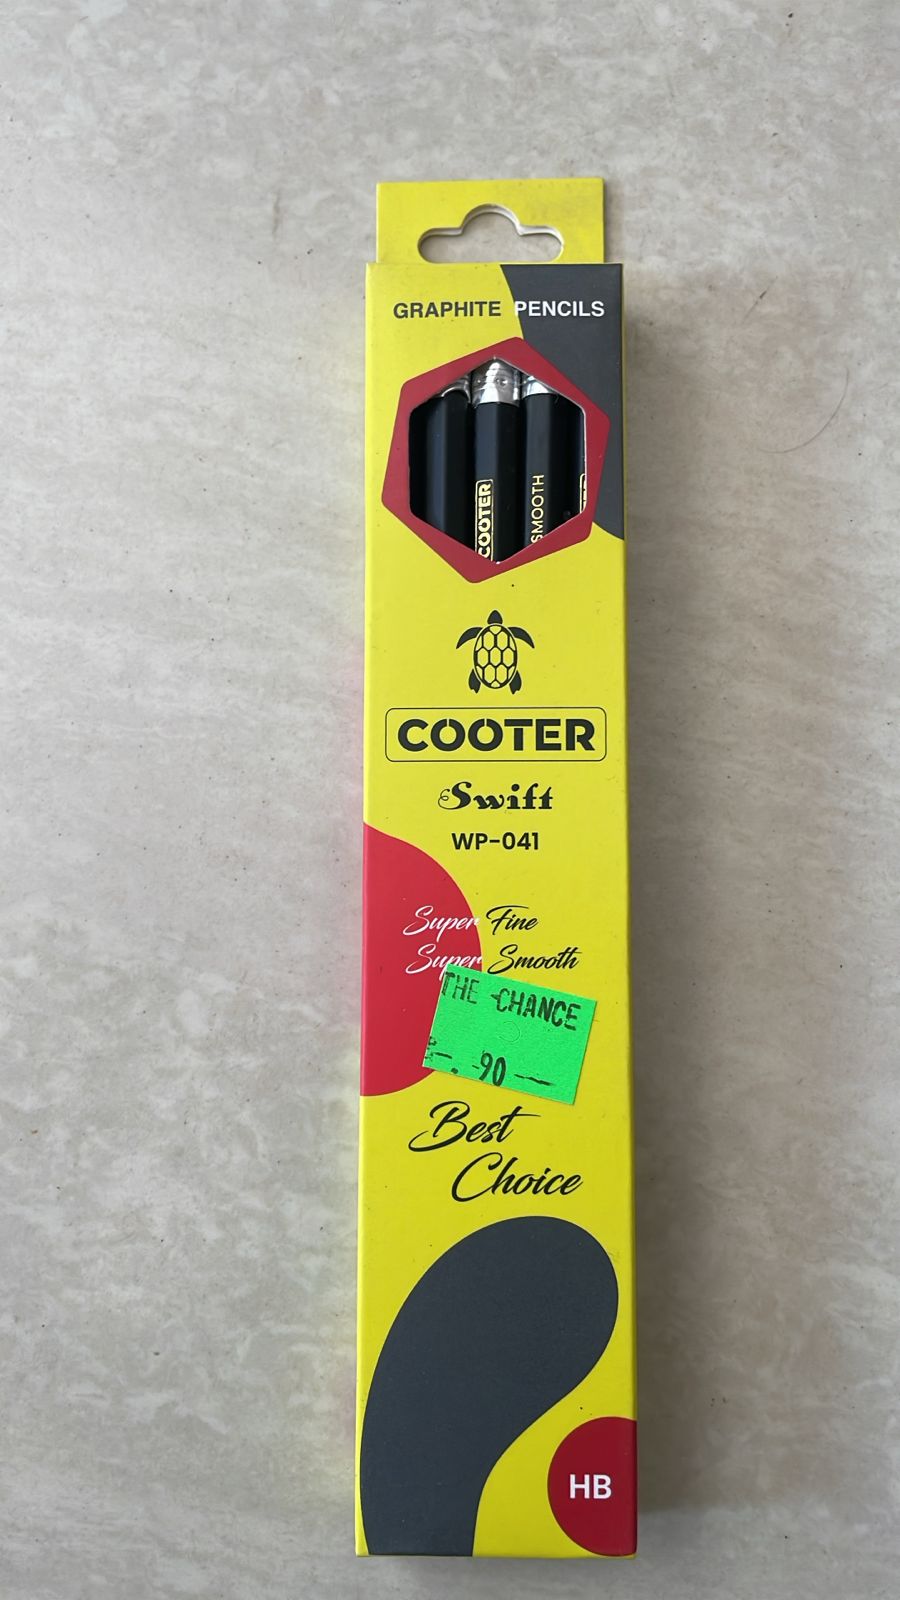 GRAPHITE PENCILS
COOTER
SMOOTH
COOTER
Swift
WP-041
Super Fine
Super Smooth
THE CHANCE
-. 90 —
Best
Choice
HB